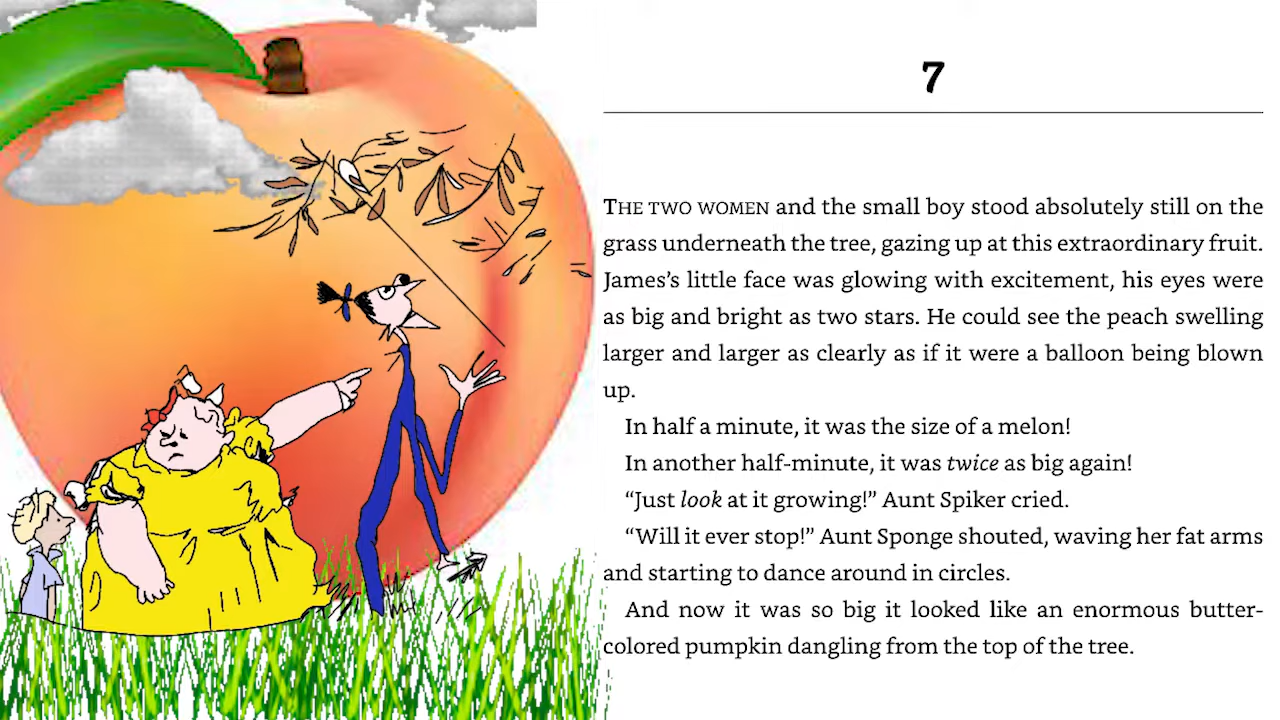 7
THE TWO WOMEN and the small boy stood absolutely still on the
grass underneath the tree, gazing up at this extraordinary fruit.
James’s little face was glowing with excitement, his eyes were
as big and bright as two stars. He could see the peach swelling
larger and larger as clearly as if it were a balloon being blown
up.
In half a minute, it was the size of a melon!
In another half-minute, it was twice as big again!
“Just look at it growing!” Aunt Spiker cried.
“Will it ever stop!” Aunt Sponge shouted, waving her fat arms
and starting to dance around in circles.
And now it was so big it looked like an enormous butter-
colored pumpkin dangling from the top of the tree.